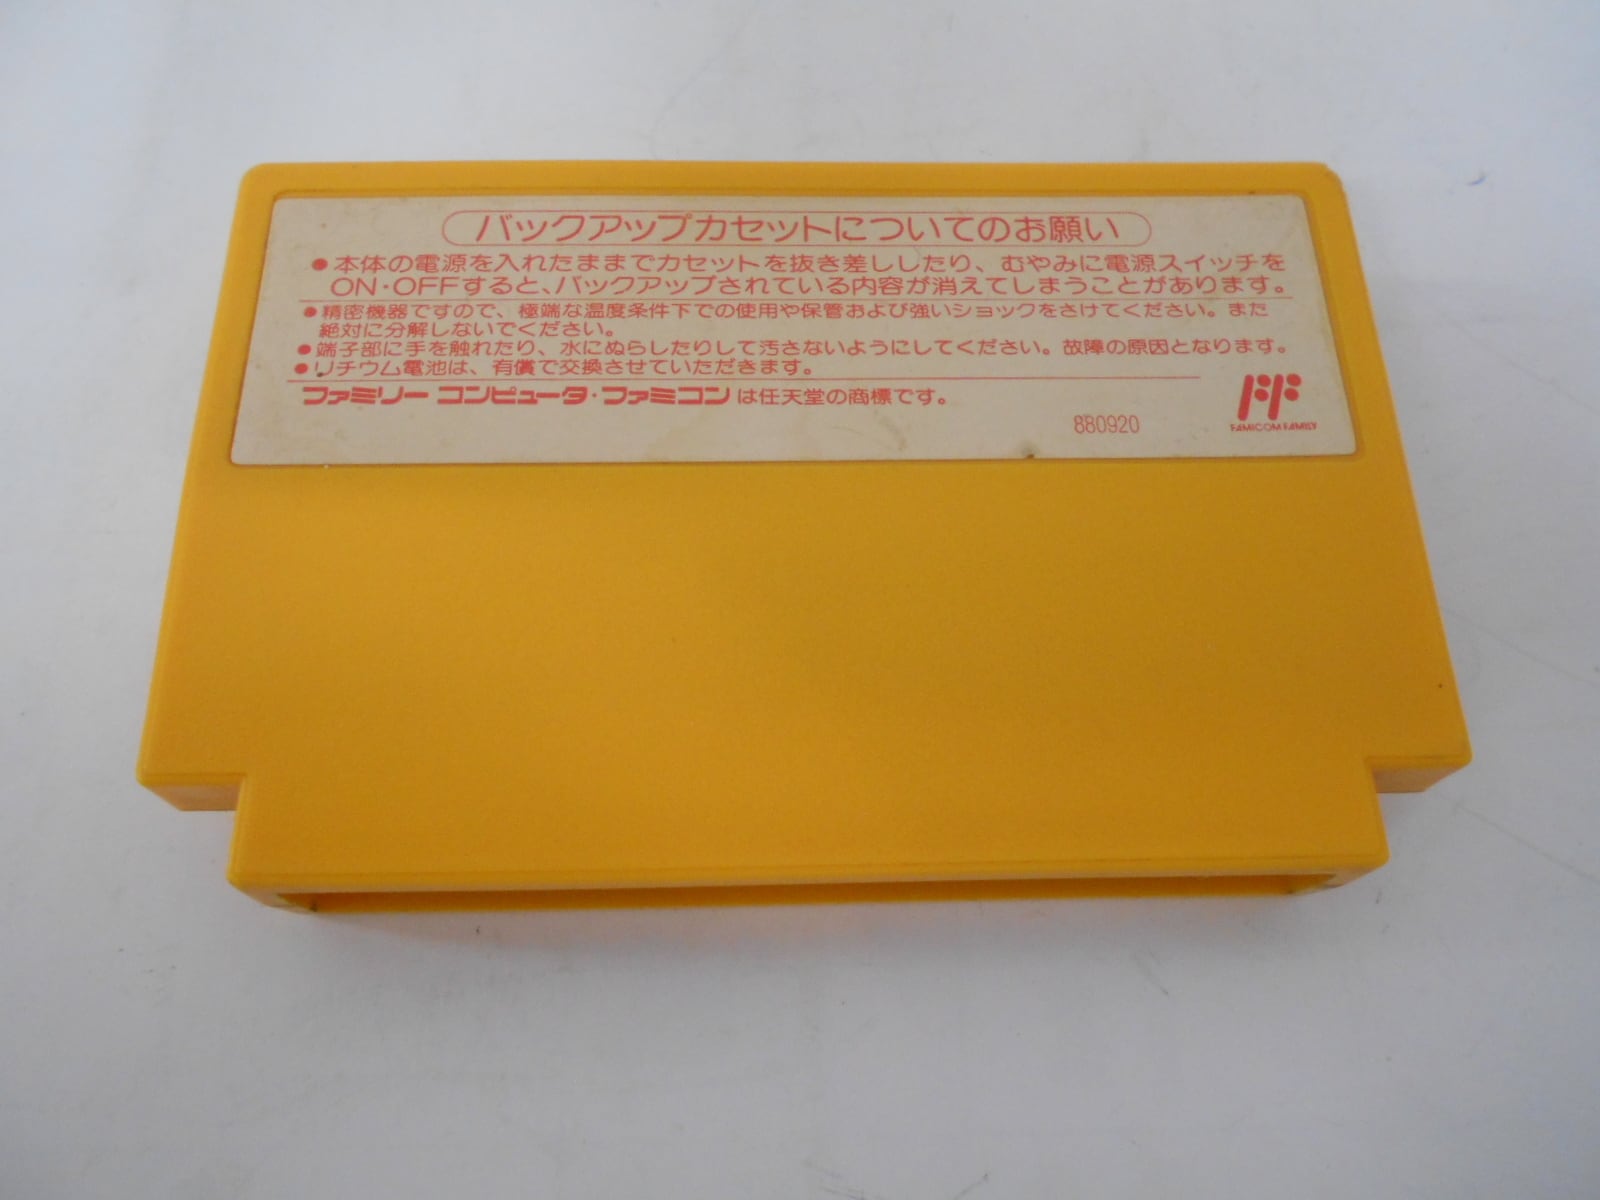 バックアップカセットについてのお願い
●本体の電源を入れたままでカセットを抜き差ししたり、むやみに電源スイッチを
ON・OFFすると、バックアップされている内容が消えてしまうことがあります。
●精密機器ですので、極端な温度条件下での使用や保管および強いショックをさけてください。また
絶対に分解しないでください。
●端子部に手を触れたり、水にぬらしたりして汚さないようにしてください。故障の原因となります。
●リチウム電池は、有償で交換させていただきます。
ファミリー コンピュータ・ファミコンは任天堂の商標です。
880920
FAMICOM FAMILY